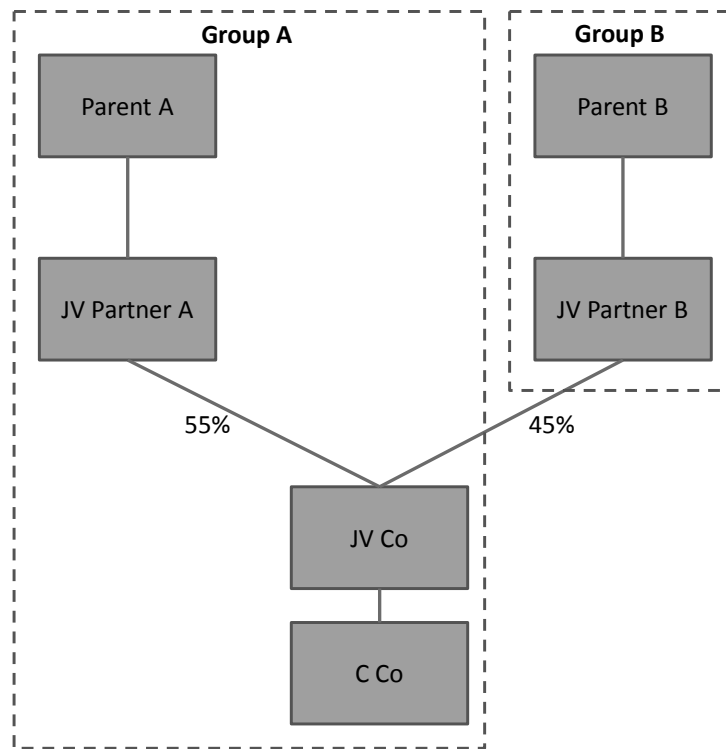 Group A
Group B
Parent A
Parent B
JV Partner A
JV Partner B
55%
45%
JV Co
C Co